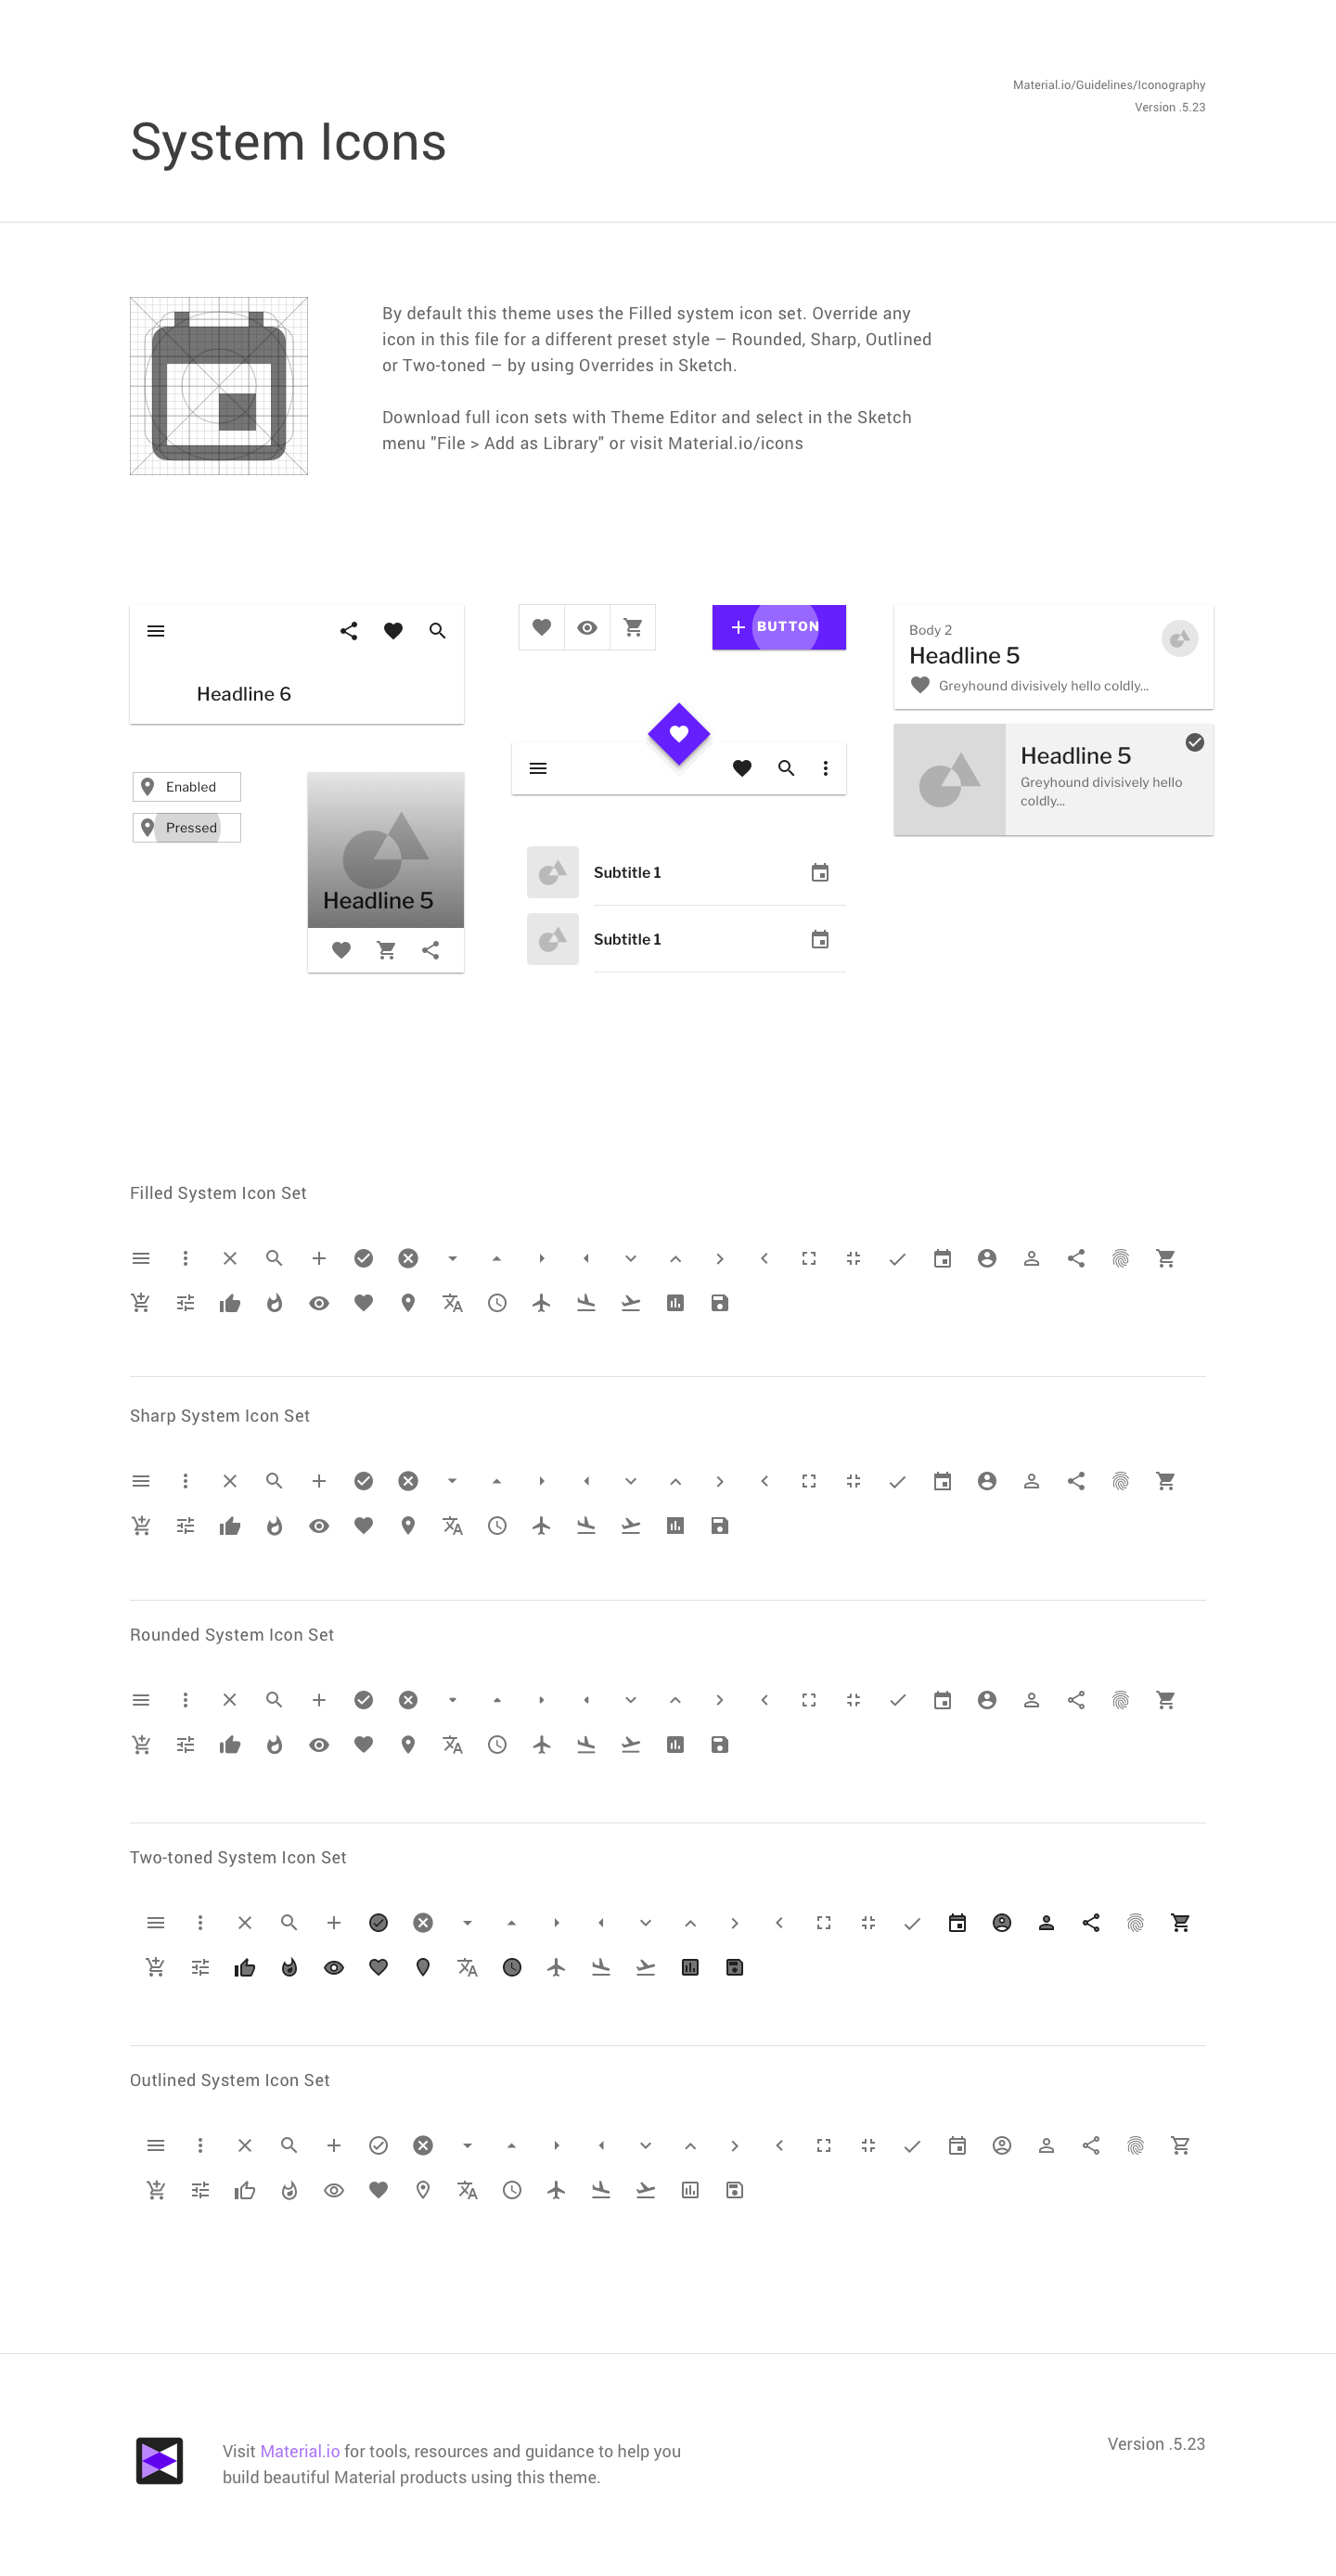 Material.io/Guidelines/Iconography
Version .5.23
System Icons
By default this theme uses the Filled system icon set. Override any
icon in this file for a different preset style – Rounded, Sharp, Outlined
or Two-toned – by using Overrides in Sketch.
Download full icon sets with Theme Editor and select in the Sketch
menu "File > Add as Library" or visit Material.io/icons
Headline 6
BUTTON
Body 2
Headline 5
Greyhound divisively hello coldly...
Headline 5
Greyhound divisively hello
coldly...
Enabled
Pressed
Headline 5
Subtitle 1
Subtitle 1
Filled System Icon Set
Sharp System Icon Set
Rounded System Icon Set
Two-toned System Icon Set
Outlined System Icon Set
Visit Material.io for tools, resources and guidance to help you
build beautiful Material products using this theme.
Version .5.23